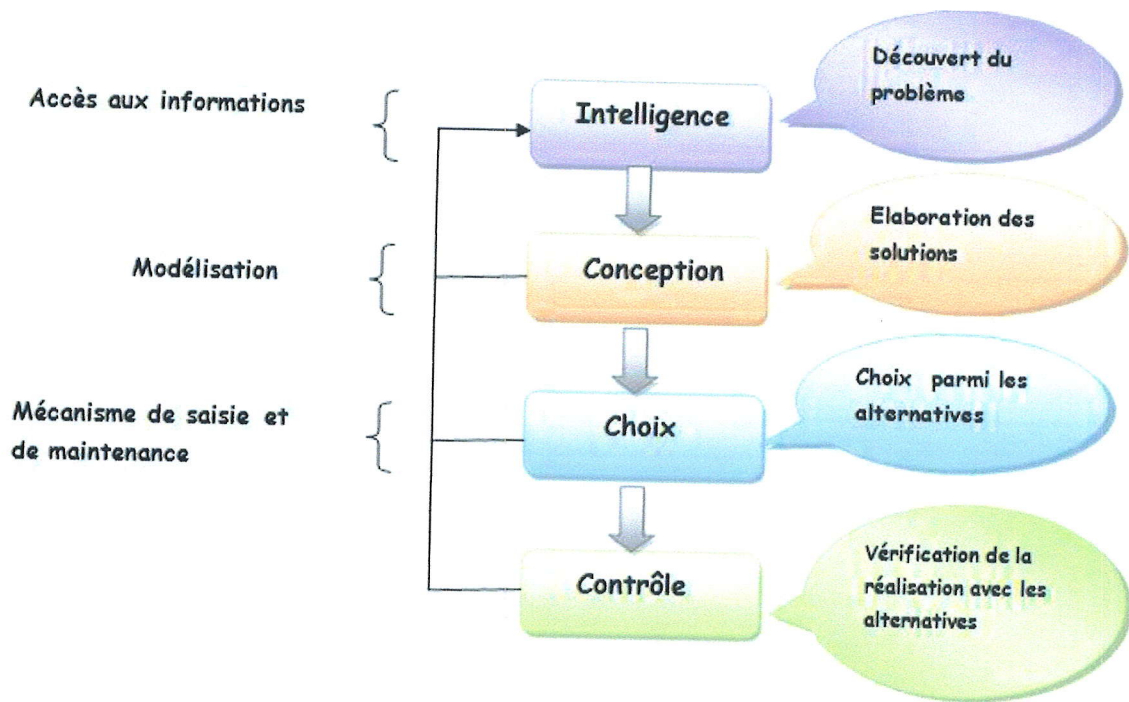 Accès aux informations
Intelligence
Découvert du
problème
Modélisation
Conception
Elaboration des
solutions
Mécanisme de saisie et
de maintenance
Choix
Choix parmi les
alternatives
Contrôle
Vérification de la
réalisation avec les
alternatives